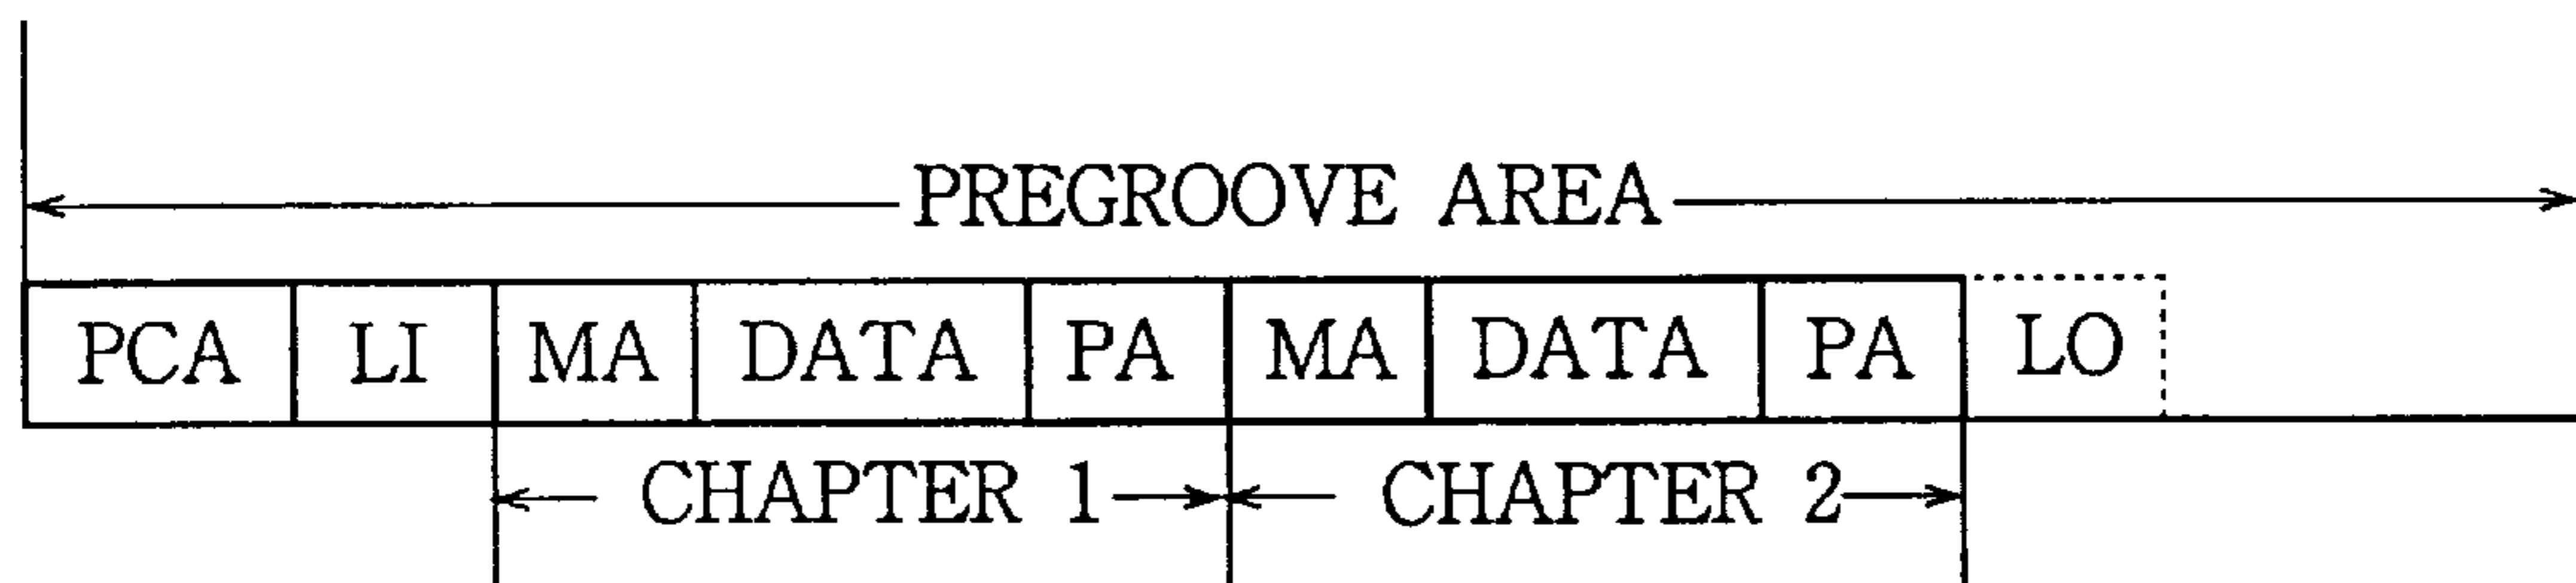 PREGROOVE AREA
PCA LI MA DATA PA MA DATA PA LO
CHAPTER 1 CHAPTER 2